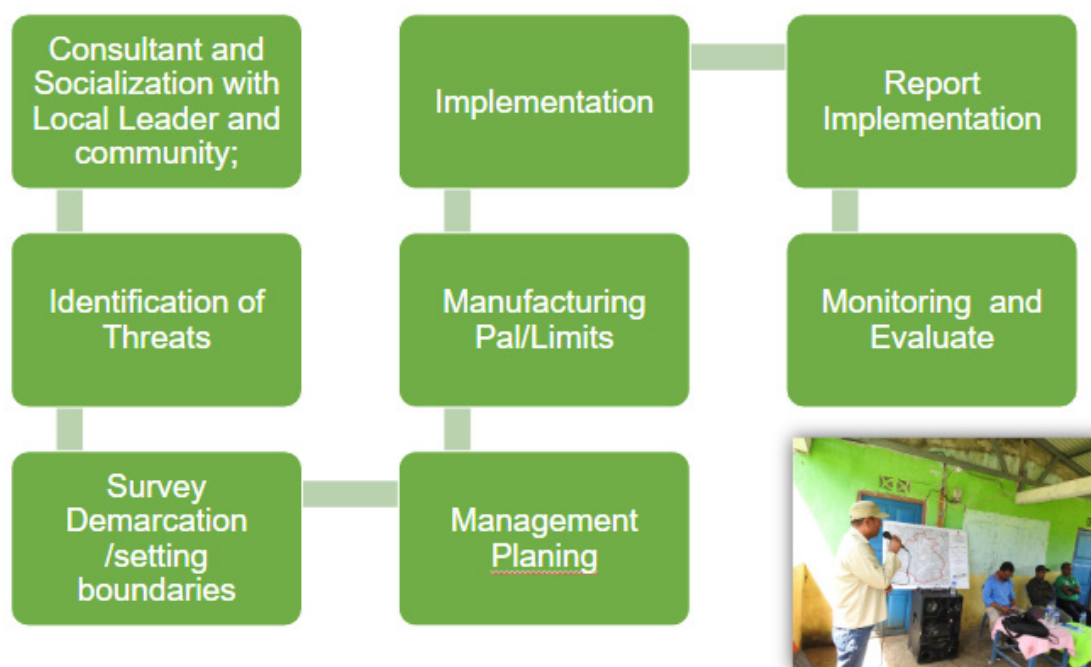 Consultant and
Socialization with
Local Leader and
community;
Identification of
Threats
Survey
Demarcation
/setting
boundaries
Management
Planing
Manufacturing
Pal/Limits
Implementation
Report
Implementation
Monitoring and
Evaluate